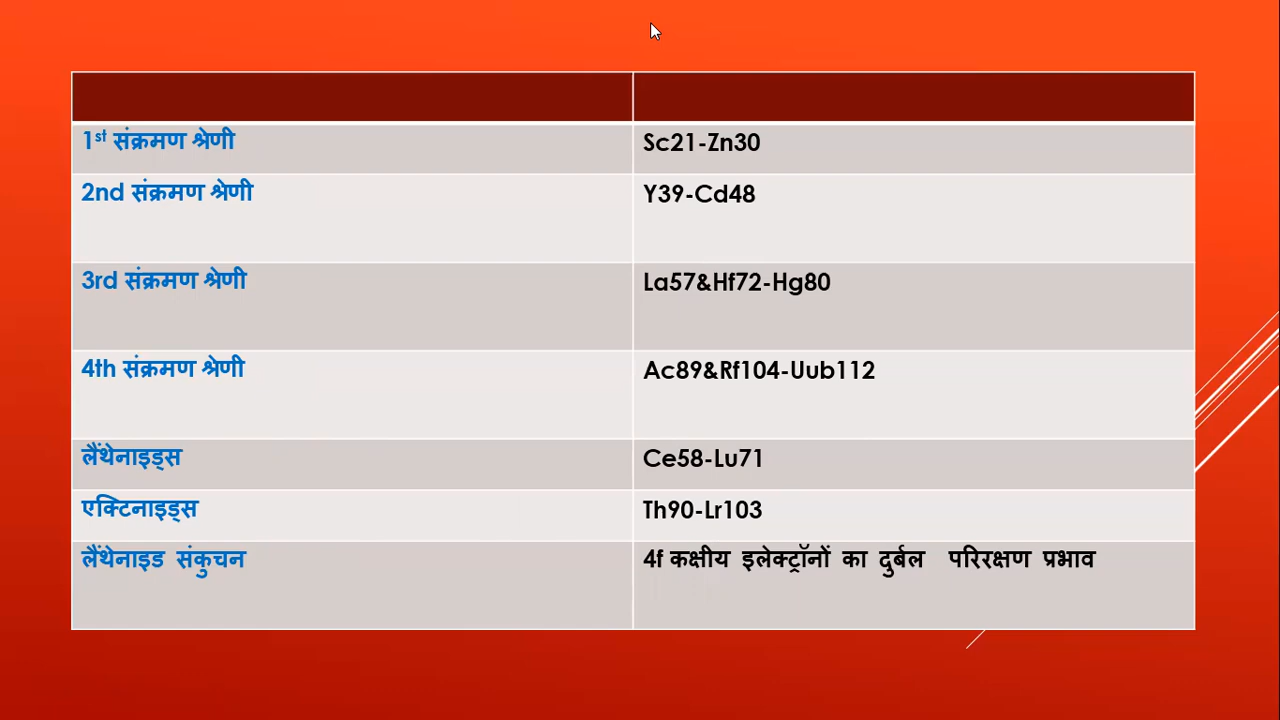 1st संक्रमण श्रेणी
Sc21-Zn30
2nd संक्रमण श्रेणी
Y39-Cd48
3rd संक्रमण श्रेणी
La57&Hf72-Hg80
4th संक्रमण श्रेणी
Ac89&Rf104-Uub112
लैंथेनाइड्स
Ce58-Lu71
एक्टिनाइड्स
Th90-Lr103
लैंथेनाइड संकुचन
4f कक्षीय इलेक्ट्रॉनों का दुर्बल परिरक्षण प्रभाव